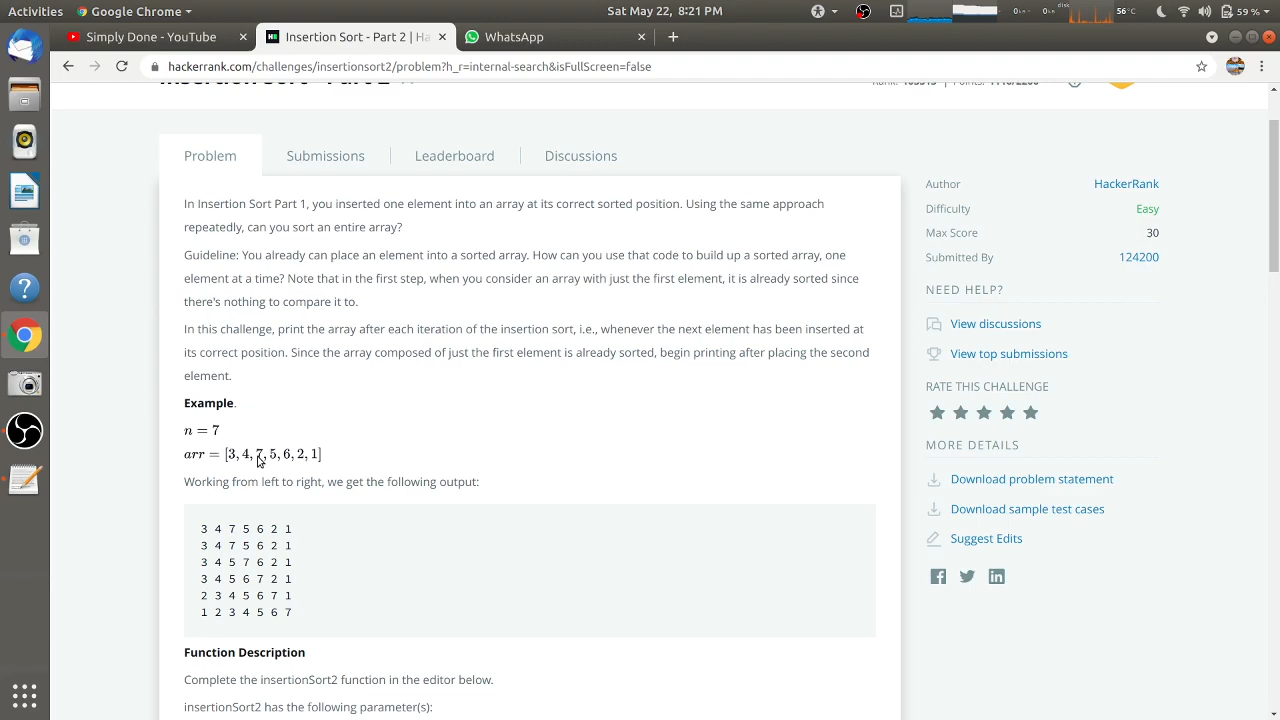 Activities
Google Chrome
Sat May 22, 8:21 PM
disk
56°C
59 %
Simply Done - YouTube
Insertion Sort - Part 2 | Ha
WhatsApp
hackerrank.com/challenges/insertionsort2/problem?h_r=internal-search&isFullScreen=false
Problem
Submissions
Leaderboard
Discussions
In Insertion Sort Part 1, you inserted one element into an array at its correct sorted position. Using the same approach
repeatedly, can you sort an entire array?
Guideline: You already can place an element into a sorted array. How can you use that code to build up a sorted array, one
element at a time? Note that in the first step, when you consider an array with just the first element, it is already sorted since
there's nothing to compare it to.
In this challenge, print the array after each iteration of the insertion sort, i.e., whenever the next element has been inserted at
its correct position. Since the array composed of just the first element is already sorted, begin printing after placing the second
element.
Example.
n = 7
arr = [3, 4, 7, 5, 6, 2, 1]
Working from left to right, we get the following output:
3 4 7 5 6 2 1
3 4 7 5 6 2 1
3 4 5 7 6 2 1
3 4 5 6 7 2 1
2 3 4 5 6 7 1
1 2 3 4 5 6 7
Function Description
Complete the insertionSort2 function in the editor below.
insertionSort2 has the following parameter(s):
Author HackerRank
Difficulty Easy
Max Score 30
Submitted By 124200
NEED HELP?
View discussions
View top submissions
RATE THIS CHALLENGE
MORE DETAILS
Download problem statement
Download sample test cases
Suggest Edits